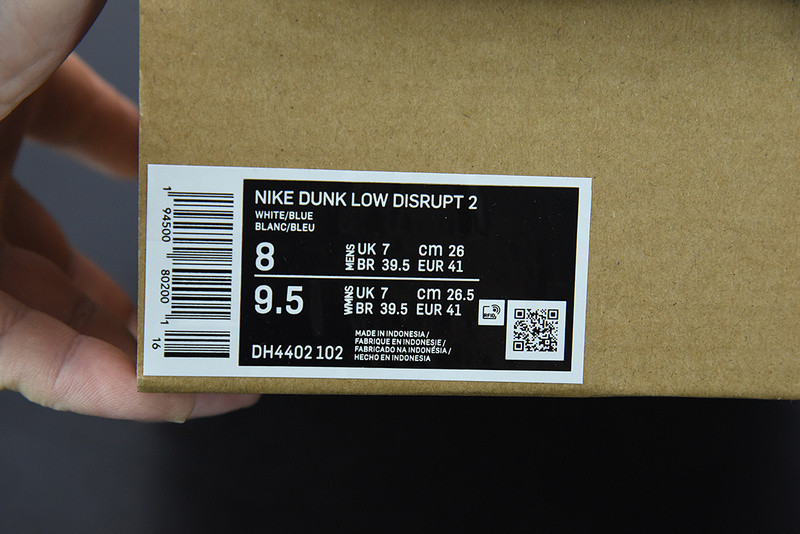 NIKE DUNK LOW DISRUPT 2
WHITE/BLUE
BLANC/BLEU
8 MENS UK 7 cm 26
BR 39.5 EUR 41
9.5 WMNS UK 7 cm 26.5
BR 39.5 EUR 41
RFID
MADE IN INDONESIA /
FABRIQUE EN INDONESIE /
FABRICADO NA INDONÉSIA /
HECHO EN INDONESIA
DH4402 102
1 94500 80200 1
16